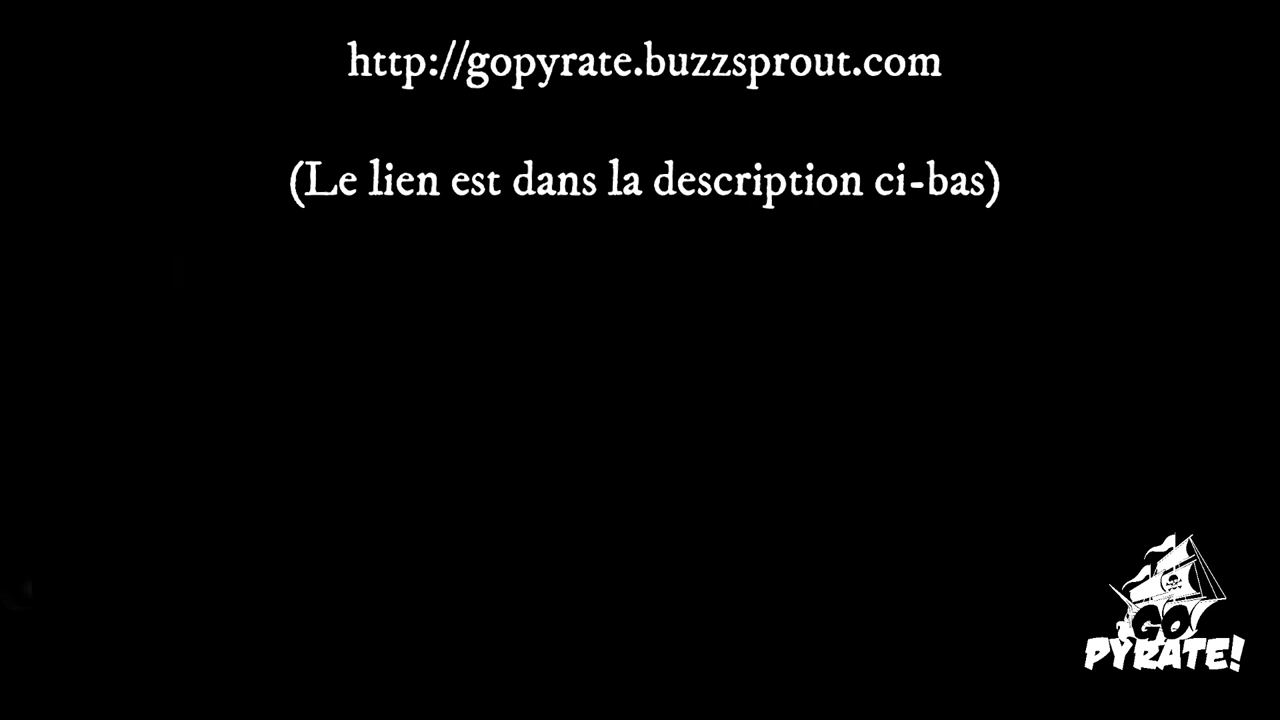 http://gopyrate.buzzsprout.com
(Le lien est dans la description ci-bas)
GO
PYRATE!